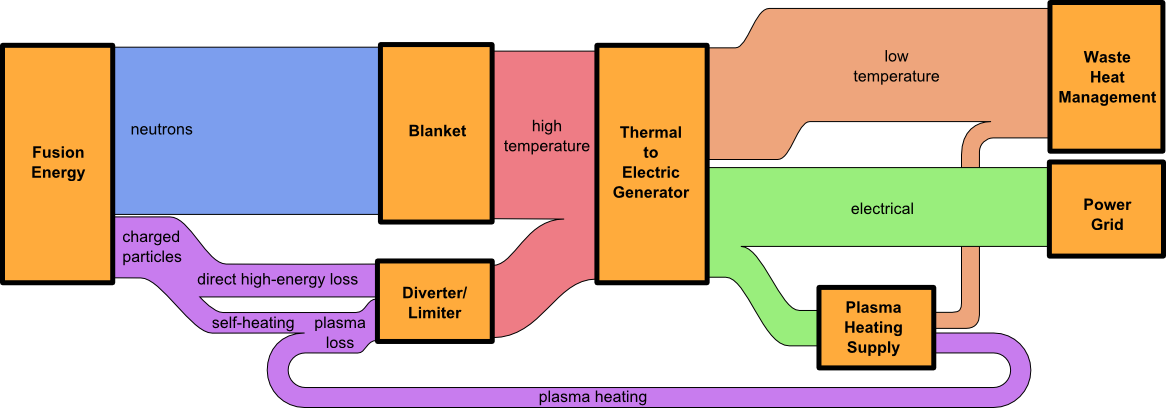 Fusion
Energy
neutrons
charged
particles
direct high-energy loss
self-heating
plasma
loss
Blanket
Diverter/
Limiter
high
temperature
Thermal
to
Electric
Generator
low
temperature
electrical
Waste
Heat
Management
Power
Grid
Plasma
Heating
Supply
plasma heating